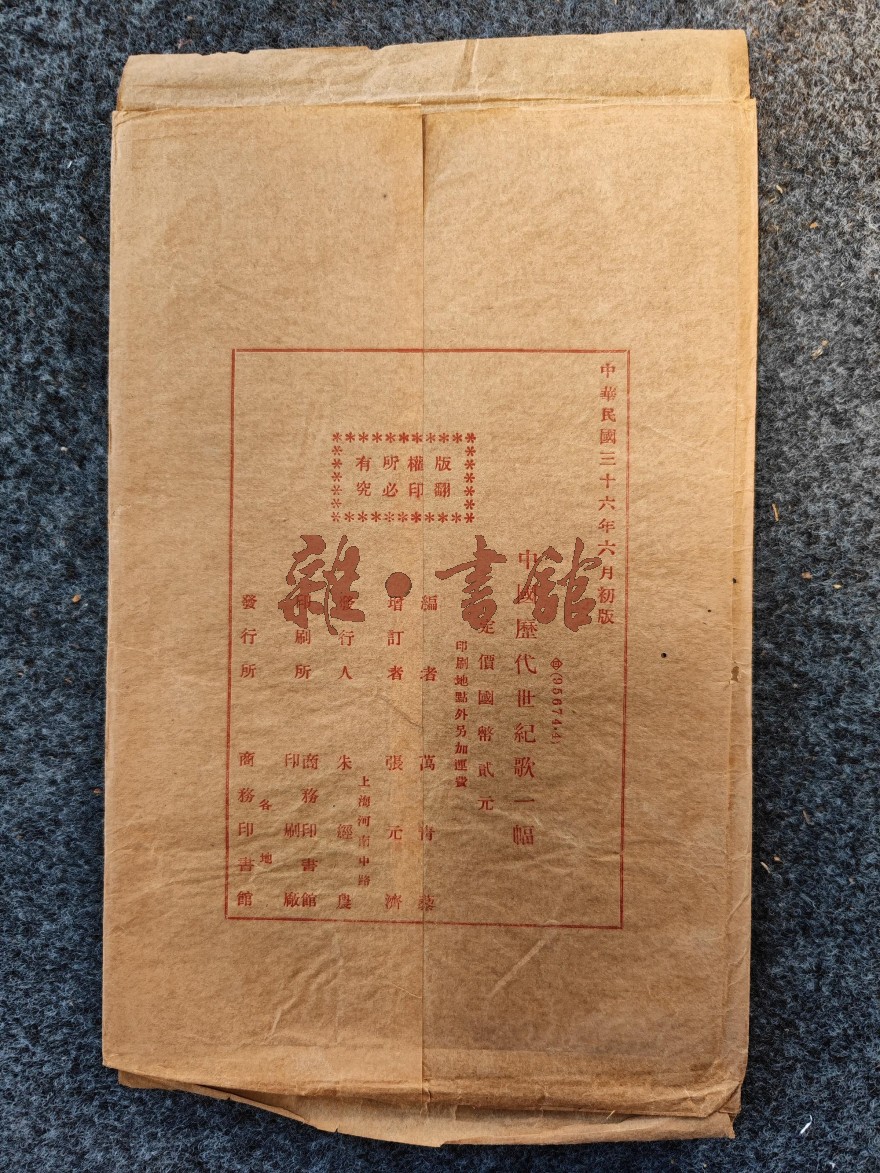 中華民國三十六年六月初版
㊥(95674·4)
中國歷代世紀歌一幅
定價國幣貳元
印刷地點外另加運費
版權所有
翻印必究
編者 萬青藜
增訂者 張元濟
上海河南中路
發行人 朱經農
印刷所 商務印書館
印刷廠
各地
發行所 商務印書館
雜·書館